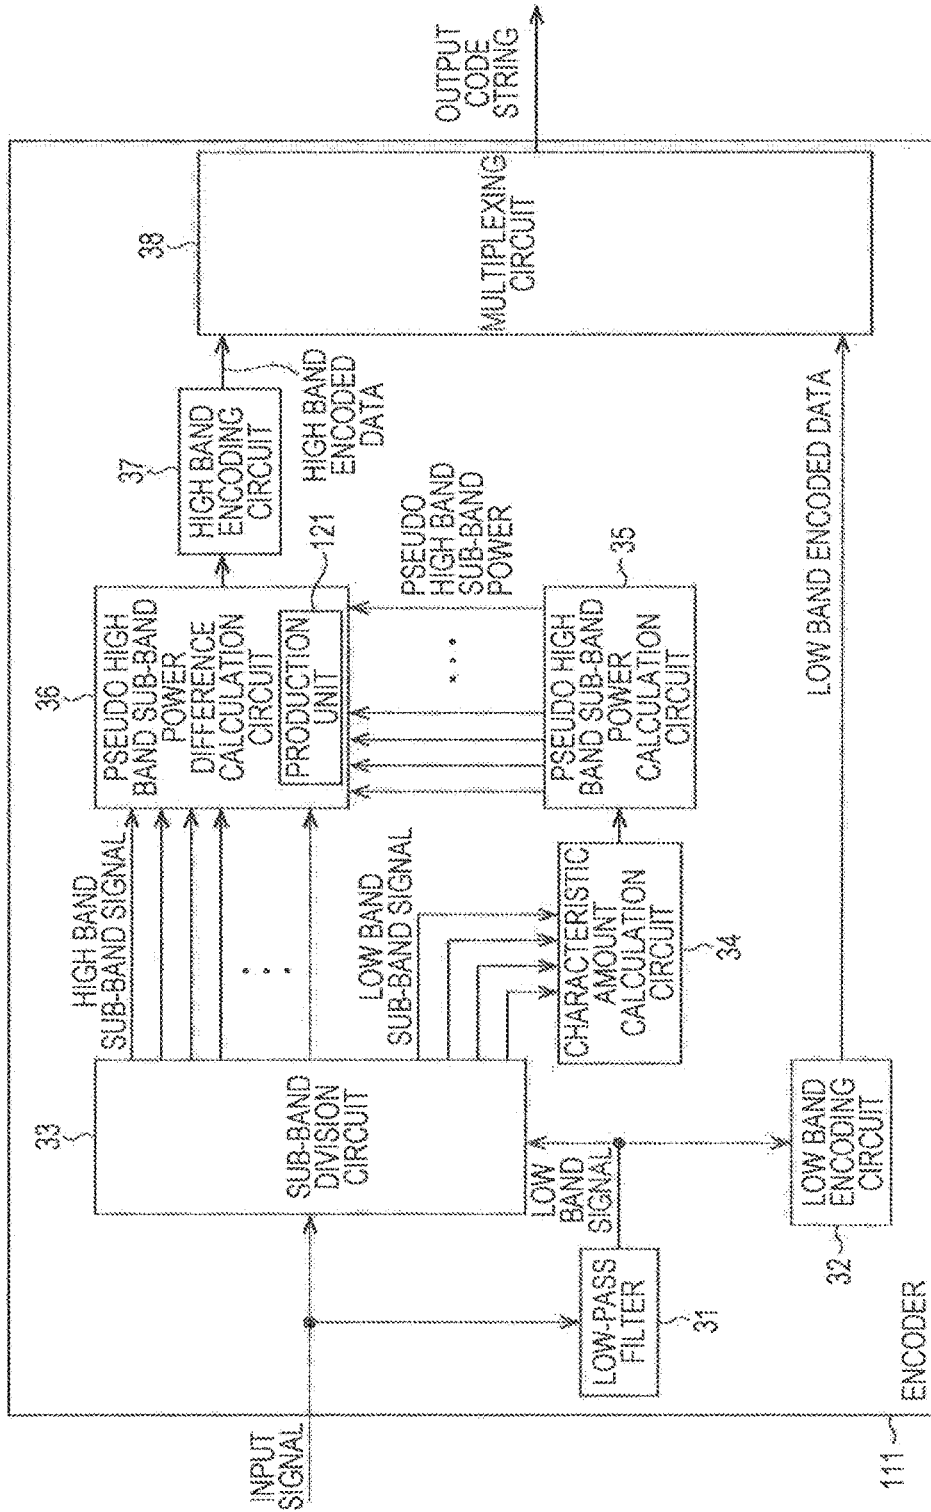 INPUT
SIGNAL
111
ENCODER
33
SUB-BAND
DIVISION
CIRCUIT
HIGH BAND
SUB-BAND SIGNAL
LOW BAND
SUB-BAND SIGNAL
LOW
BAND
SIGNAL
LOW-PASS
FILTER
31
LOW BAND
ENCODING
CIRCUIT
32
CHARACTERISTIC
AMOUNT
CALCULATION
CIRCUIT
34
36
PSEUDO HIGH
BAND SUB-BAND
POWER
DIFFERENCE
CALCULATION
CIRCUIT
PRODUCTION
UNIT
121
PSEUDO
HIGH BAND
SUB-BAND
POWER
PSEUDO HIGH
BAND SUB-BAND
POWER
CALCULATION
CIRCUIT
35
37
HIGH BAND
ENCODING
CIRCUIT
HIGH BAND
ENCODED
DATA
LOW BAND ENCODED DATA
38
MULTIPLEXING
CIRCUIT
OUTPUT
CODE
STRING